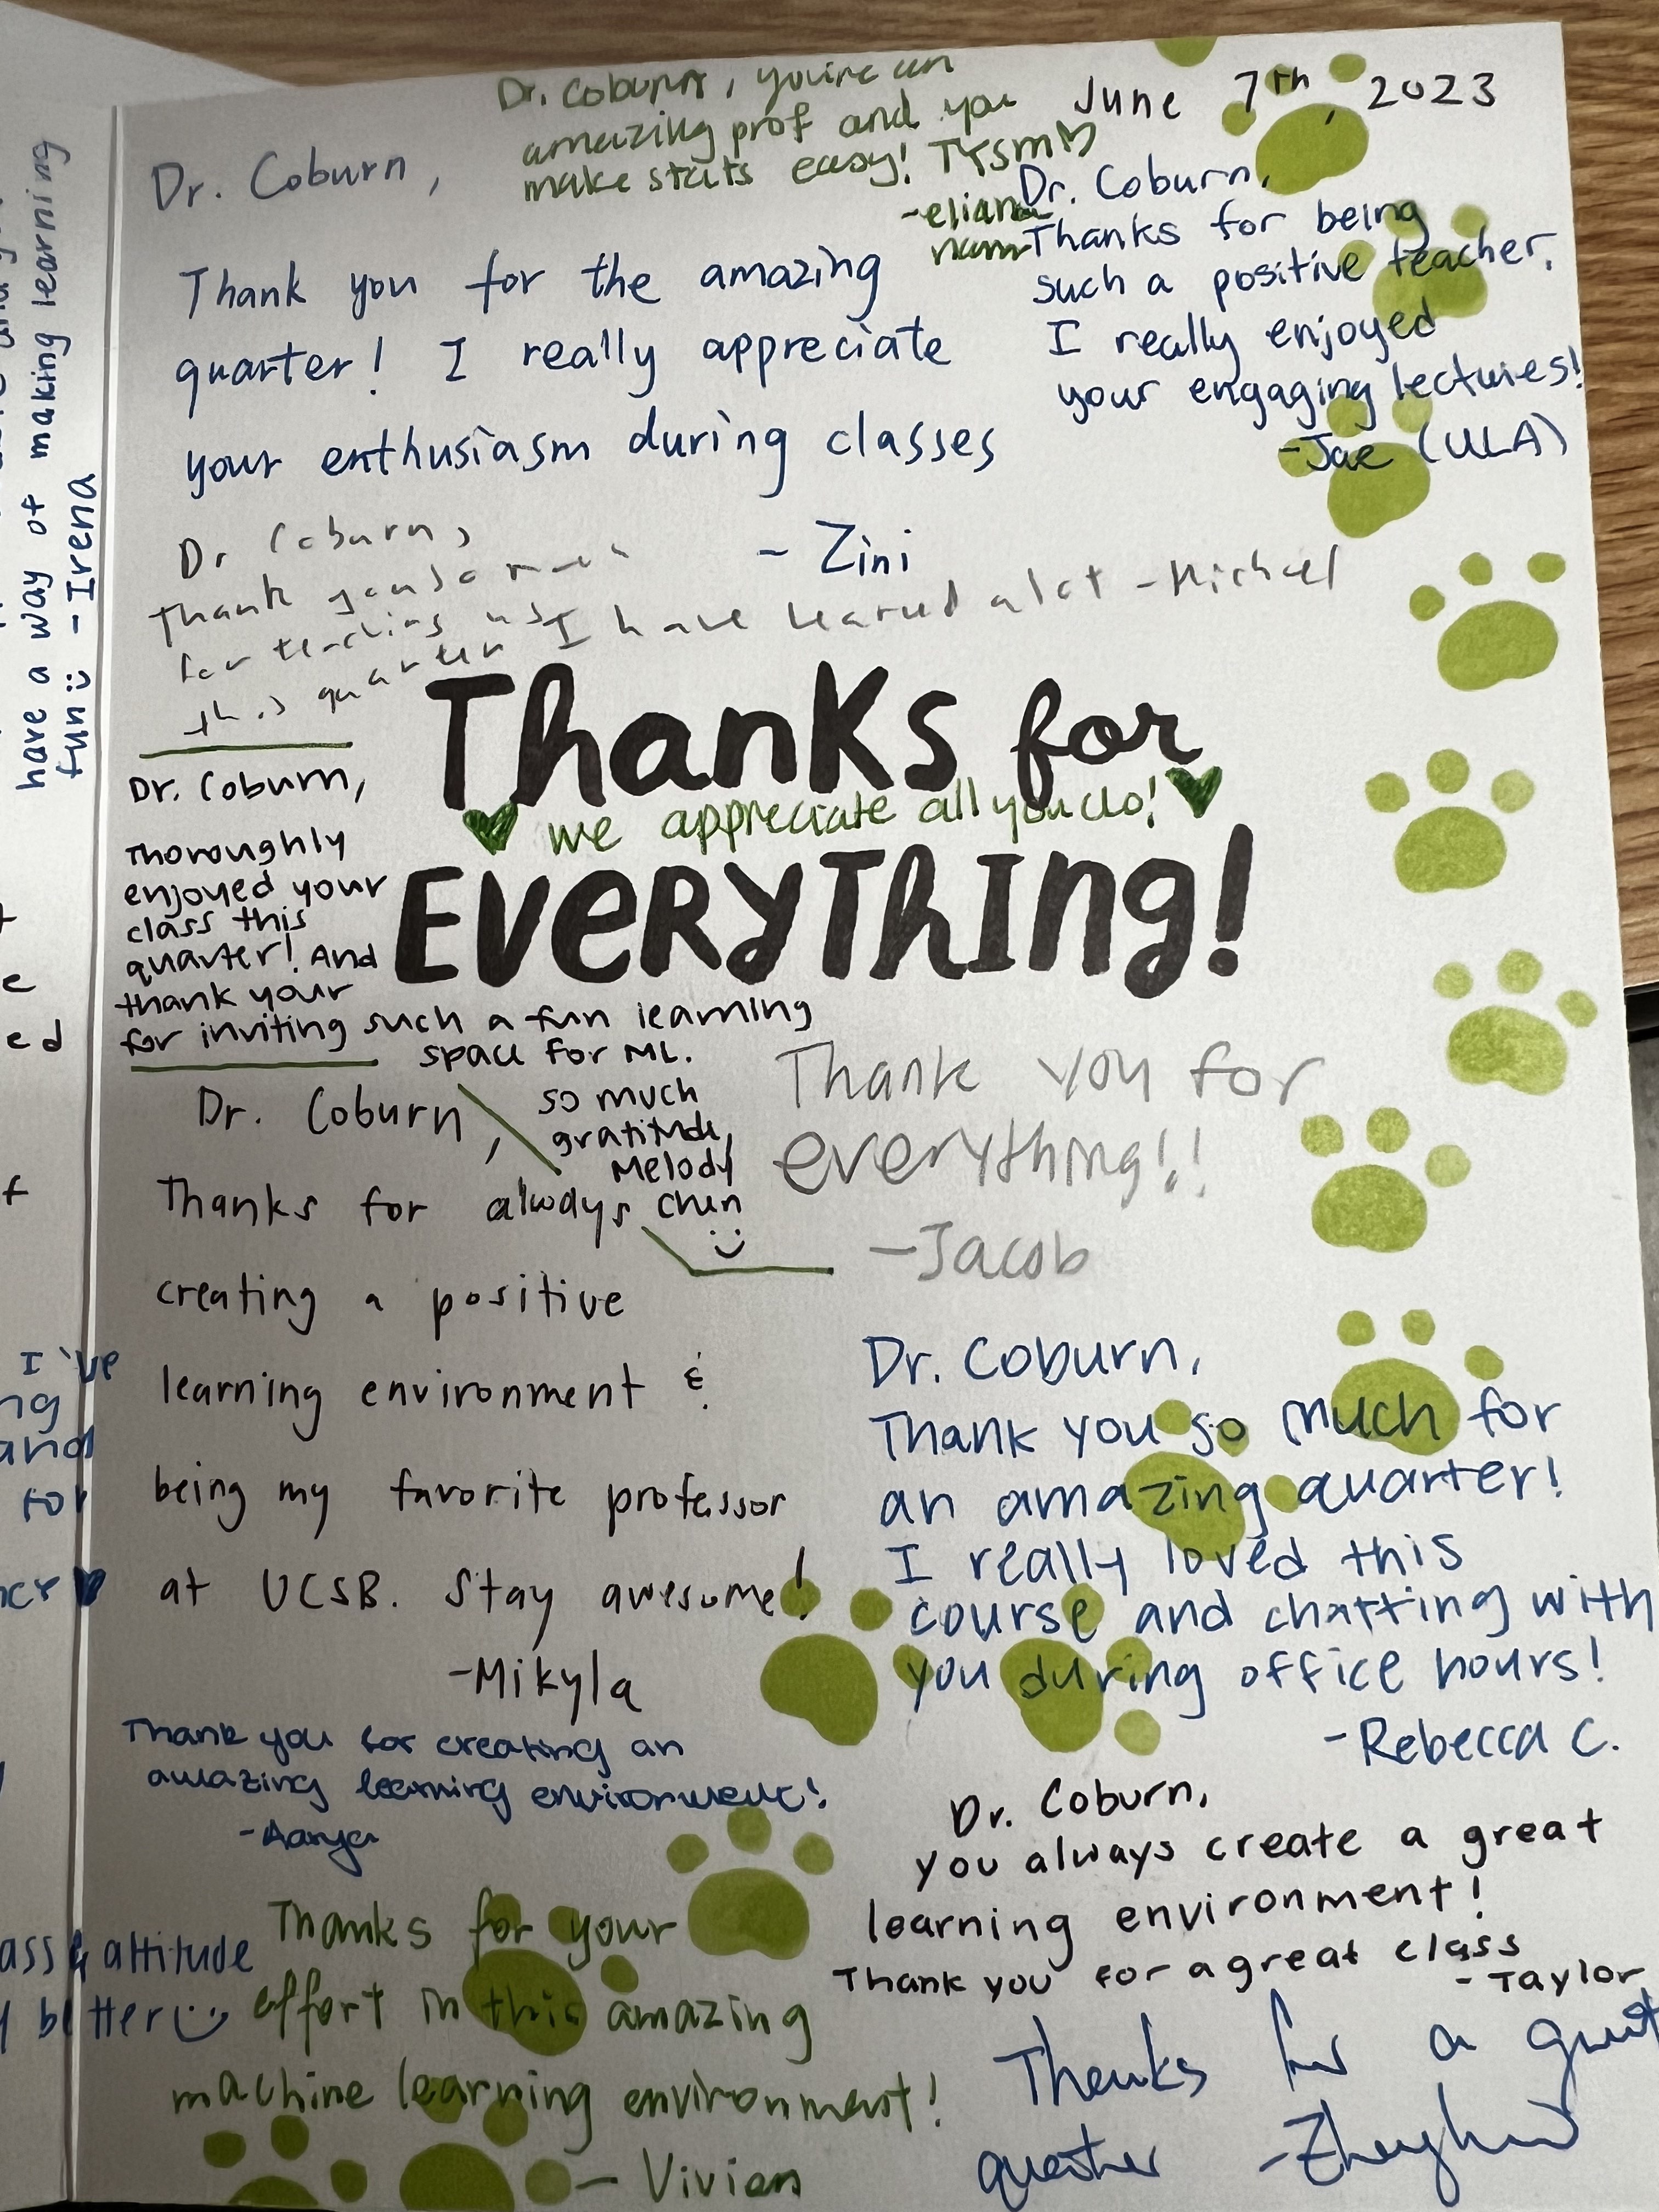 June 7th, 2023
Dr. Coburn, you're an
amazing prof and you
make stats easy! TYSM♡
-eliana
nam
Dr. Coburn,
Thank you for the amazing
quarter! I really appreciate
your enthusiasm during classes
- Zini
Dr. Coburn,
Thanks for being
such a positive teacher.
I really enjoyed
your engaging lectures!
-Jae (ULA)
Dr Coburn,
Thank you so much
for teaching us
this quarter I have learned a lot -Michael
Thanks for
♥ we appreciate all you do! ♥
EVERYTHING!
Dr. Coburn,
Thoroughly
enjoyed your
class this
quarter! And
thank your
for inviting such a fun learning
space for ML.
so much
gratitude,
Melody
Chen
:)
Thank you for
everything!!
-Jacob
Dr. Coburn,
Thanks for always
creating a positive
learning environment &
being my favorite professor
at UCSB. Stay awesome!
-Mikyla
Dr. Coburn,
Thank you so much for
an amazing quarter!
I really loved this
course and chatting with
you during office hours!
-Rebecca C.
Thank you for creating an
amazing learning environment!
-Aarya
Dr. Coburn,
you always create a great
learning environment!
Thank you for a great class
- Taylor
Thanks for your
effort in this amazing
machine learning environment!
- Vivian
Thanks for a great
quarter
have a way of making learning
fun :) -Irena
e
ed
f
I've
ng
and
for
ass & attitude
better :)